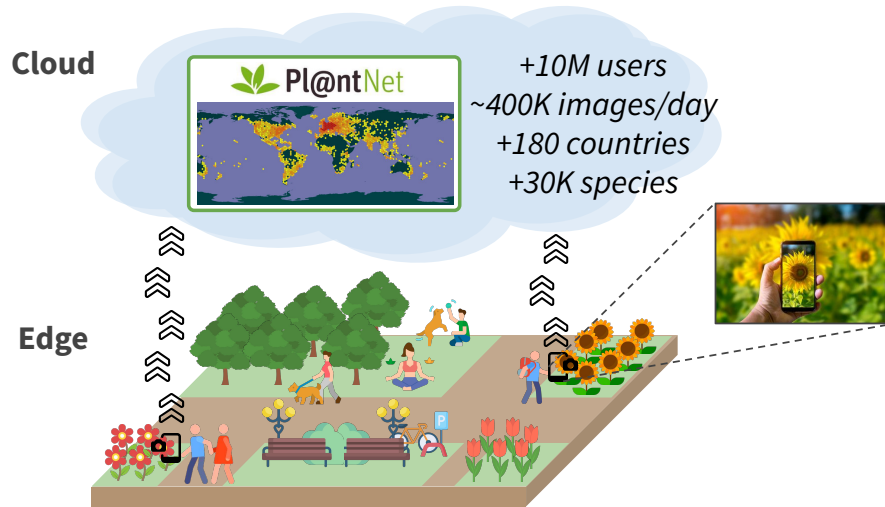 Cloud
Pl@ntNet
+10M users
~400K images/day
+180 countries
+30K species
Edge
P